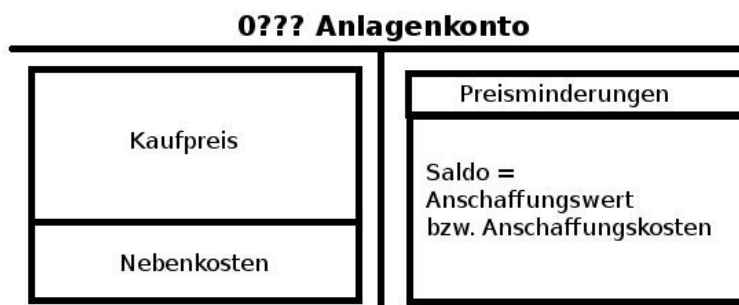 0??? Anlagenkonto
Kaufpreis
Nebenkosten
Preisminderungen
Saldo =
Anschaffungswert
bzw. Anschaffungskosten